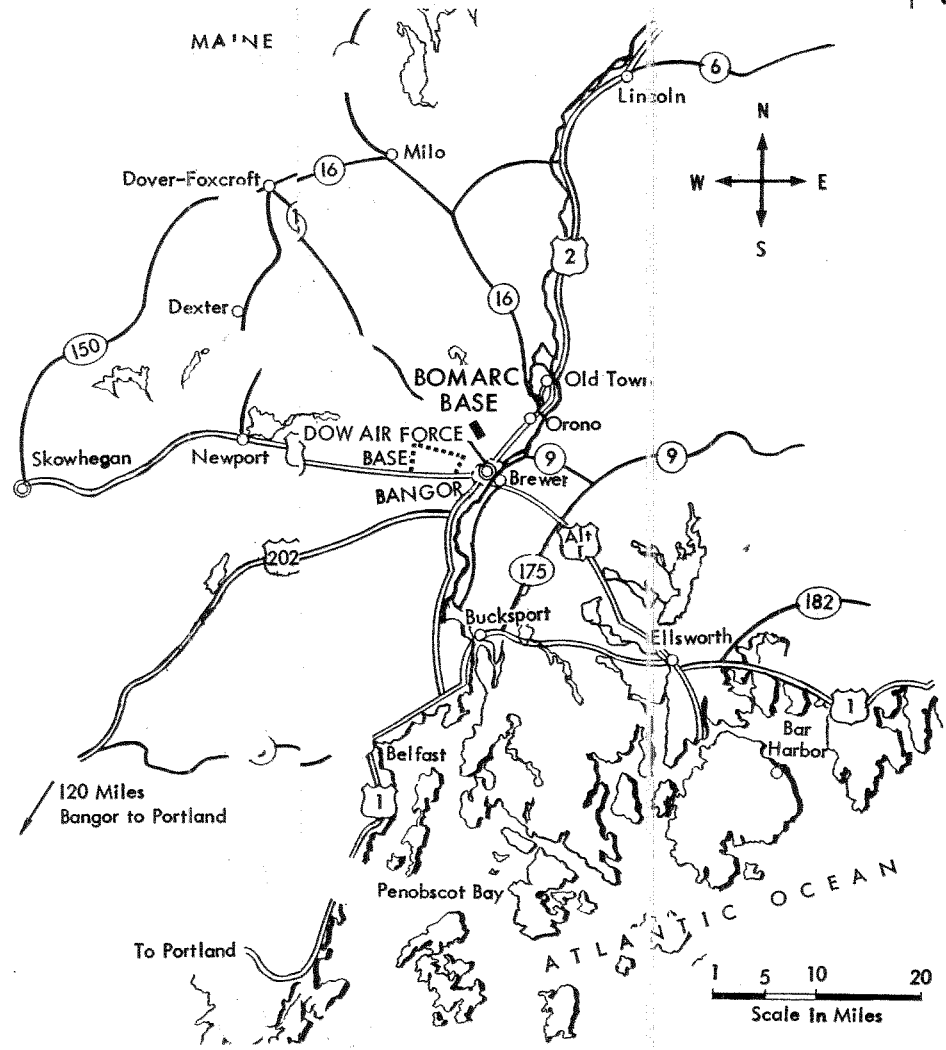 MAINE
6
Lincoln
N
W E
S
Milo
16
Dover-Foxcroft
1
2
16
Dexter
150
BOMARC
BASE
Old Town
Orono
DOW AIR FORCE
BASE
Skowhegan
Newport
9
9
Brewer
BANGOR
Alt
1
202
175
182
Bucksport
Ellsworth
1
Bar
Harbor
Belfast
1
120 Miles
Bangor to Portland
Penobscot Bay
ATLANTIC OCEAN
To Portland
1 5 10 20
Scale In Miles